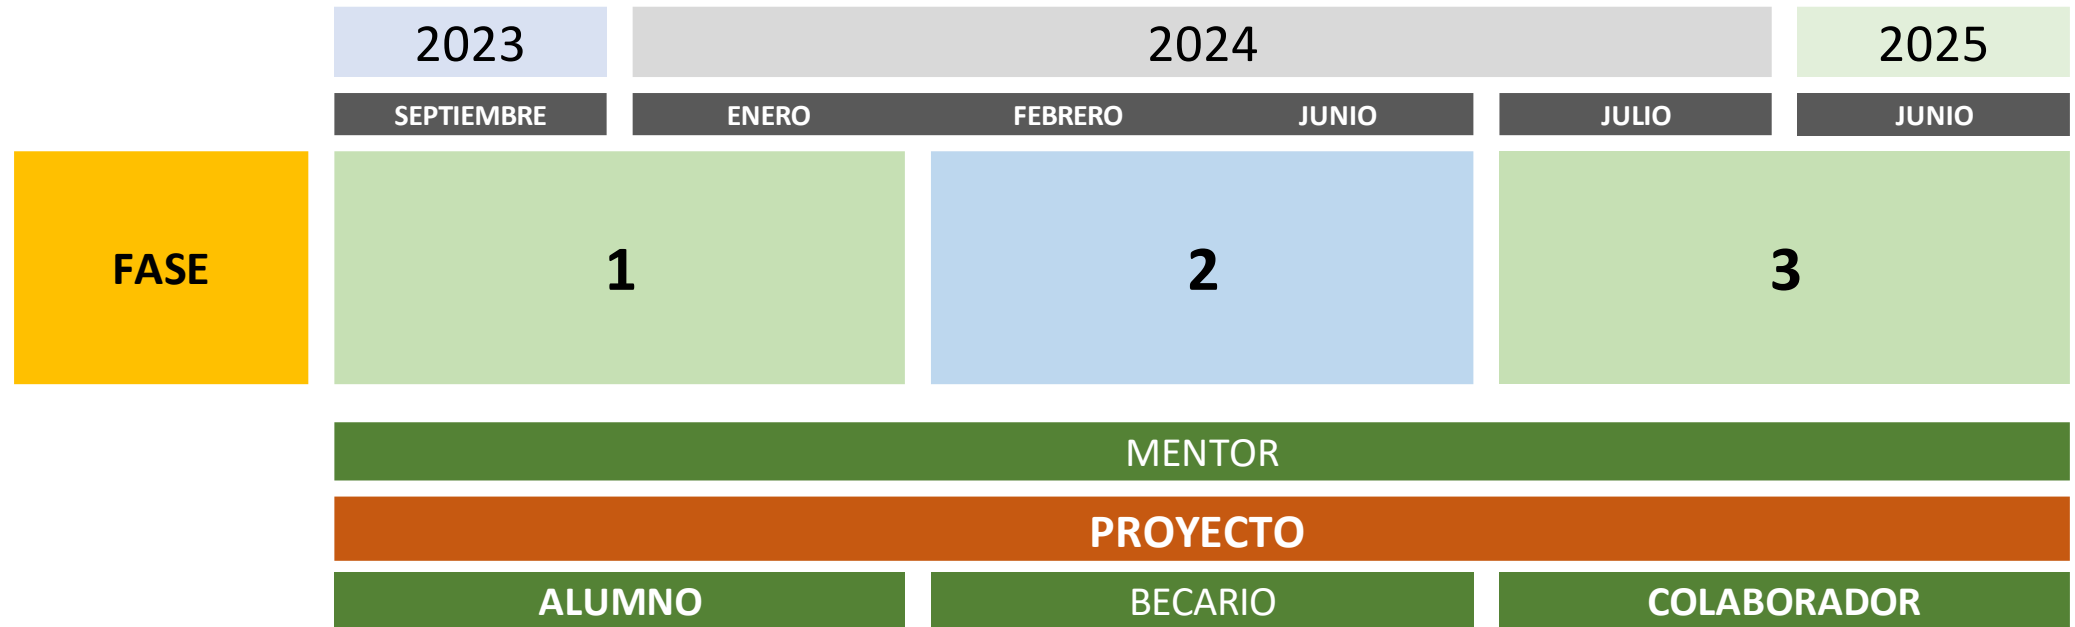 2023 2024 2025
SEPTIEMBRE ENERO FEBRERO JUNIO JULIO JUNIO
FASE 1 2 3
MENTOR
PROYECTO
ALUMNO BECARIO COLABORADOR